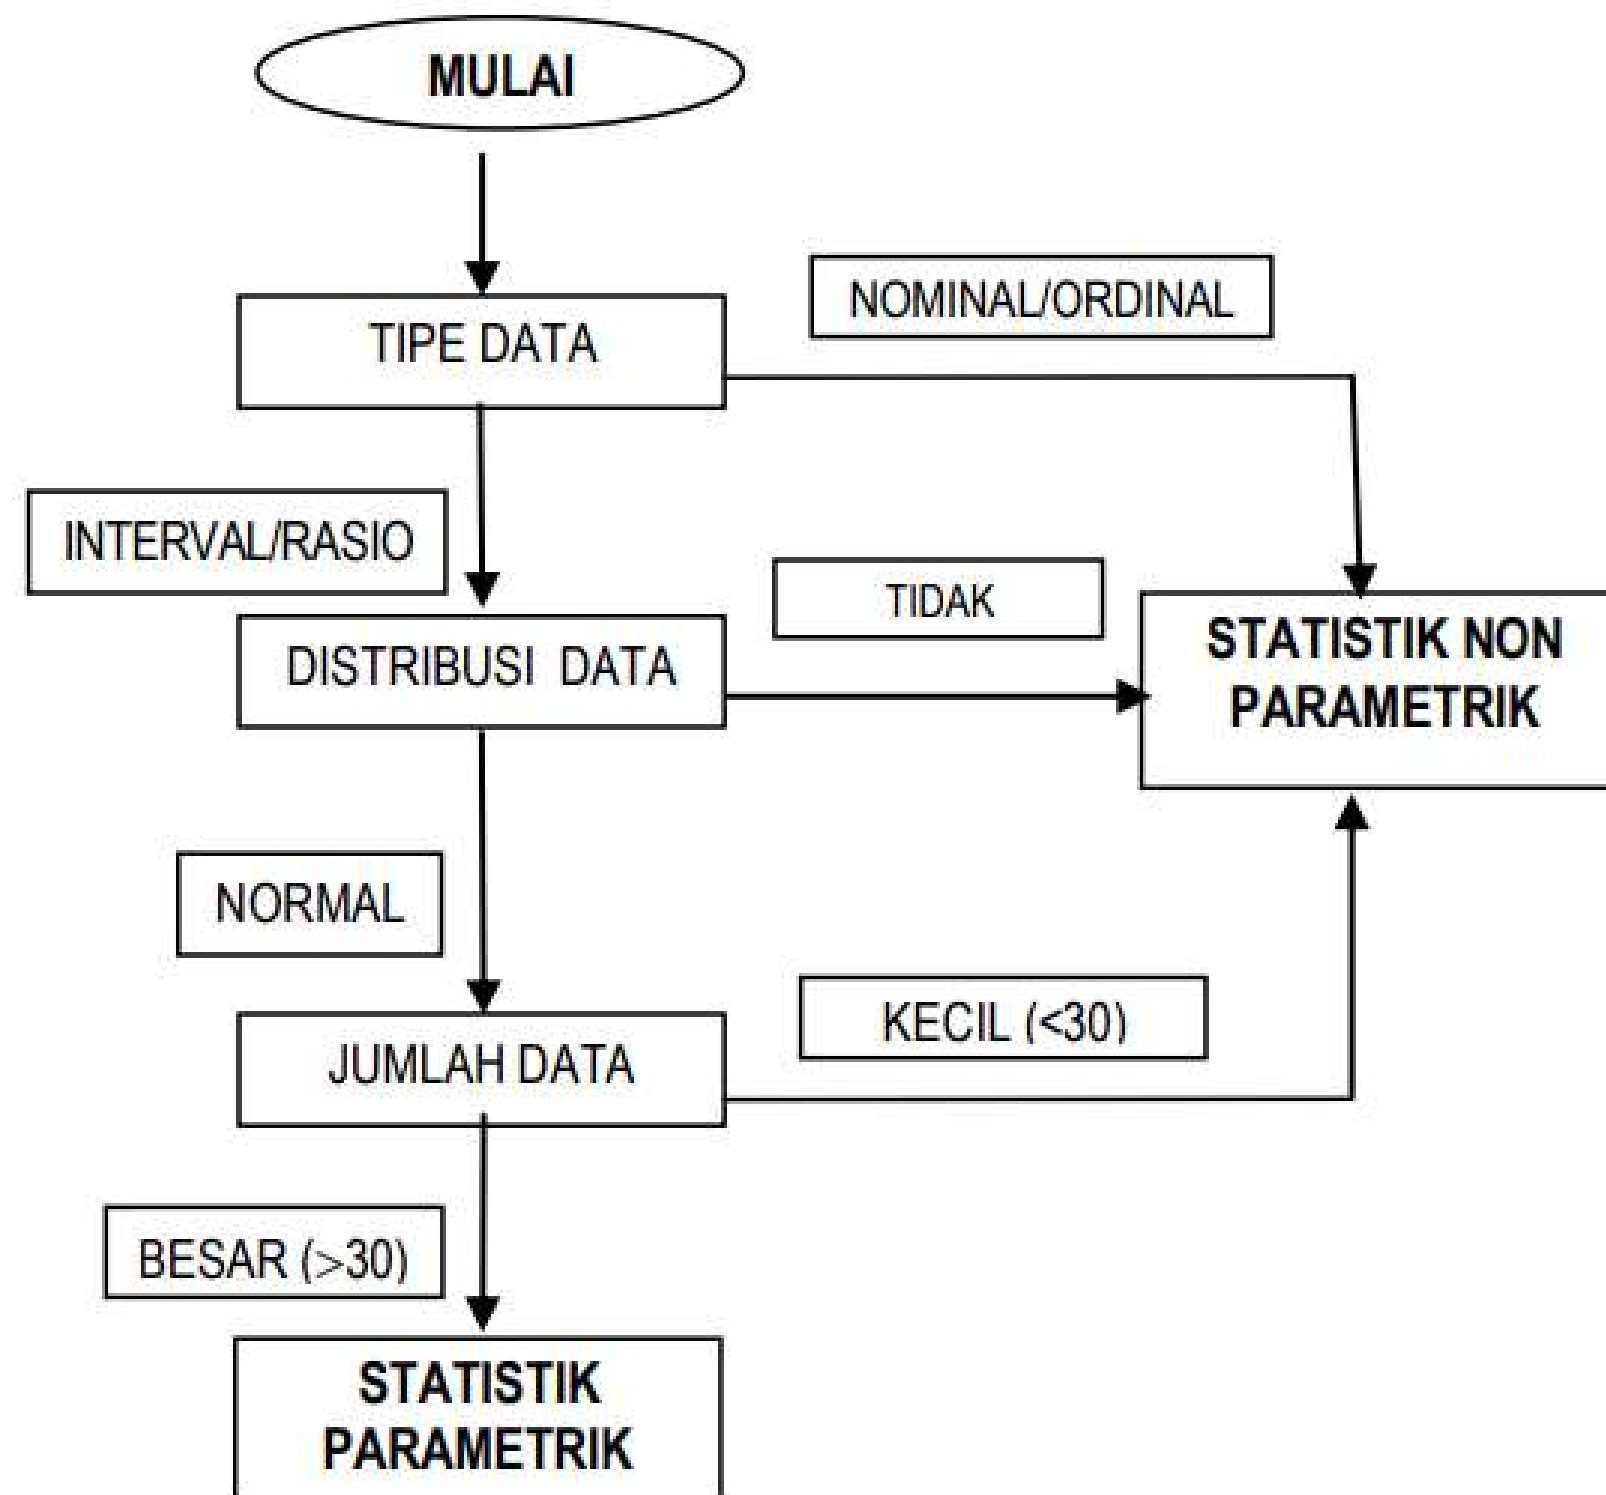 MULAI
NOMINAL/ORDINAL
TIPE DATA
INTERVAL/RASIO
TIDAK
DISTRIBUSI DATA
STATISTIK NON
PARAMETRIK
NORMAL
KECIL (<30)
JUMLAH DATA
BESAR (>30)
STATISTIK
PARAMETRIK